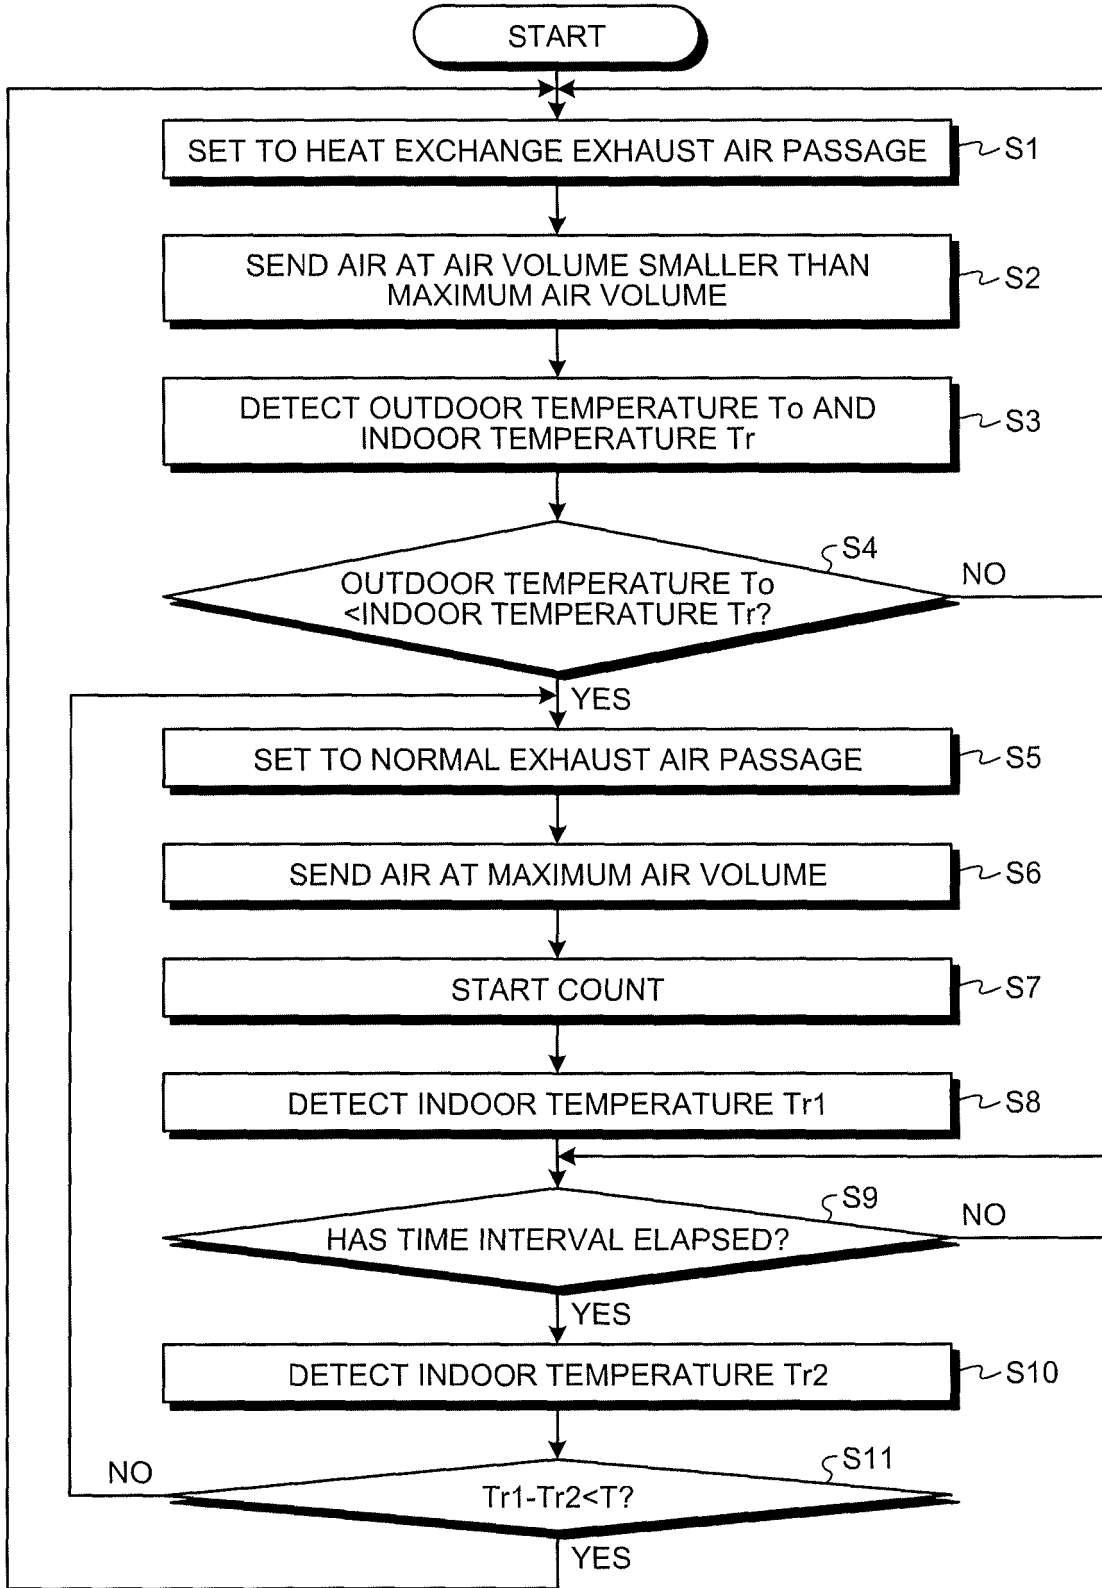 START
SET TO HEAT EXCHANGE EXHAUST AIR PASSAGE
S1
SEND AIR AT AIR VOLUME SMALLER THAN
MAXIMUM AIR VOLUME
S2
DETECT OUTDOOR TEMPERATURE To AND
INDOOR TEMPERATURE Tr
S3
S4
OUTDOOR TEMPERATURE To
<INDOOR TEMPERATURE Tr?
NO
YES
SET TO NORMAL EXHAUST AIR PASSAGE
S5
SEND AIR AT MAXIMUM AIR VOLUME
S6
START COUNT
S7
DETECT INDOOR TEMPERATURE Tr1
S8
S9
HAS TIME INTERVAL ELAPSED?
NO
YES
DETECT INDOOR TEMPERATURE Tr2
S10
S11
NO
Tr1-Tr2<T?
YES